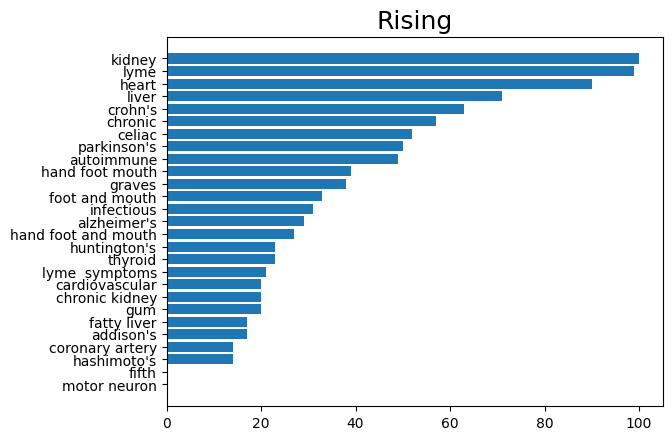 Rising
kidney
lyme
heart
liver
crohn's
chronic
celiac
parkinson's
autoimmune
hand foot mouth
graves
foot and mouth
infectious
alzheimer's
hand foot and mouth
huntington's
thyroid
lyme  symptoms
cardiovascular
chronic kidney
gum
fatty liver
addison's
coronary artery
hashimoto's
fifth
motor neuron
0 20 40 60 80 100